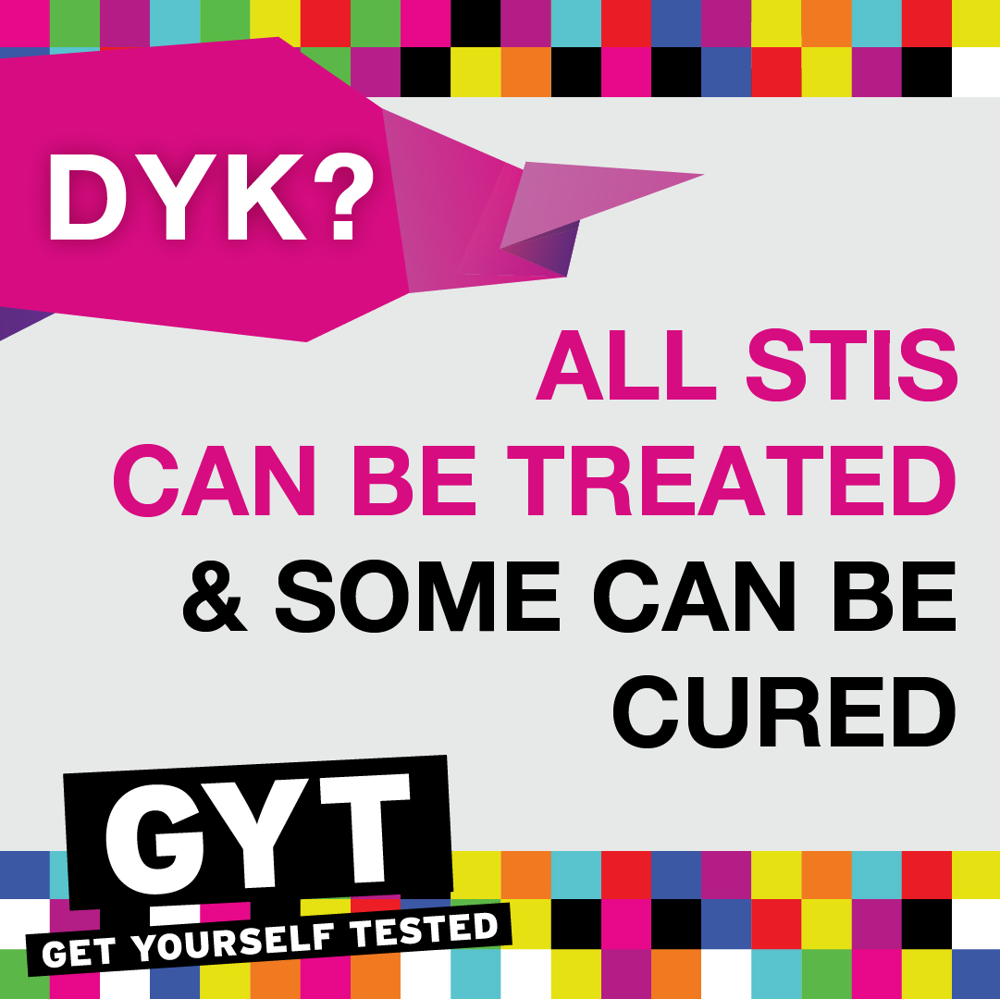 DYK?
ALL STIS
CAN BE TREATED
& SOME CAN BE
CURED
GYT
GET YOURSELF TESTED